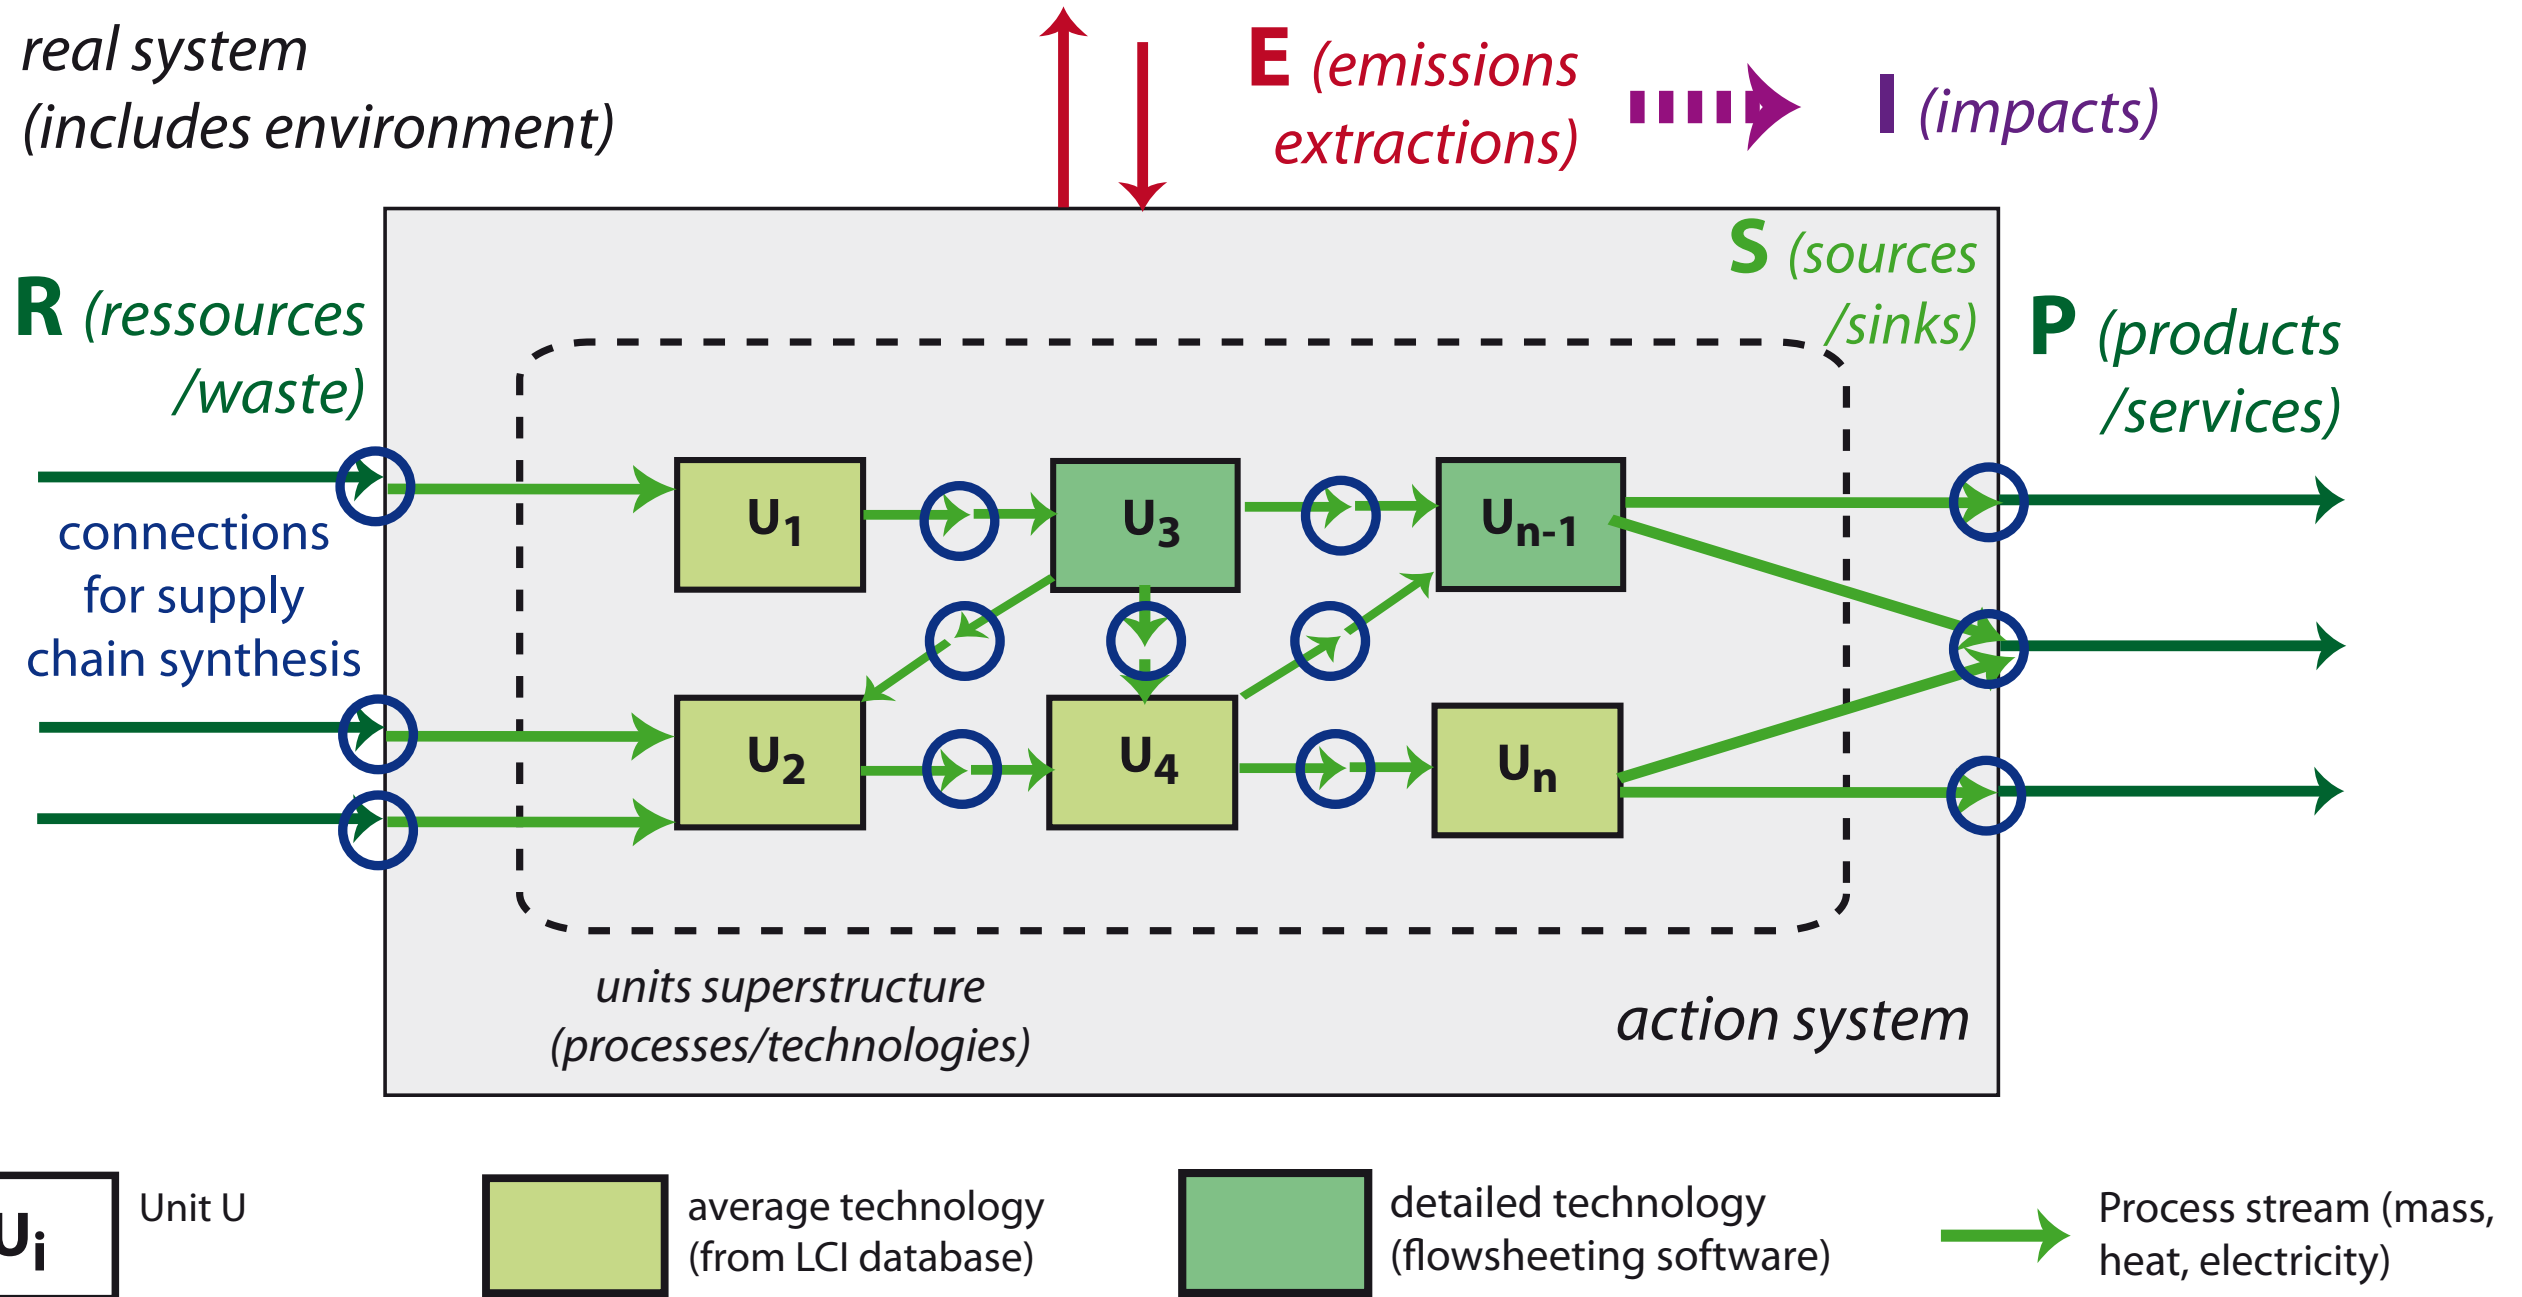 real system
(includes environment)
E (emissions
extractions)
I (impacts)
S (sources
/sinks)
R (ressources
/waste)
P (products
/services)
connections
for supply
chain synthesis
U1
U3
Un-1
U2
U4
Un
units superstructure
(processes/technologies)
action system
Ui
Unit U
average technology
(from LCI database)
detailed technology
(flowsheeting software)
Process stream (mass,
heat, electricity)